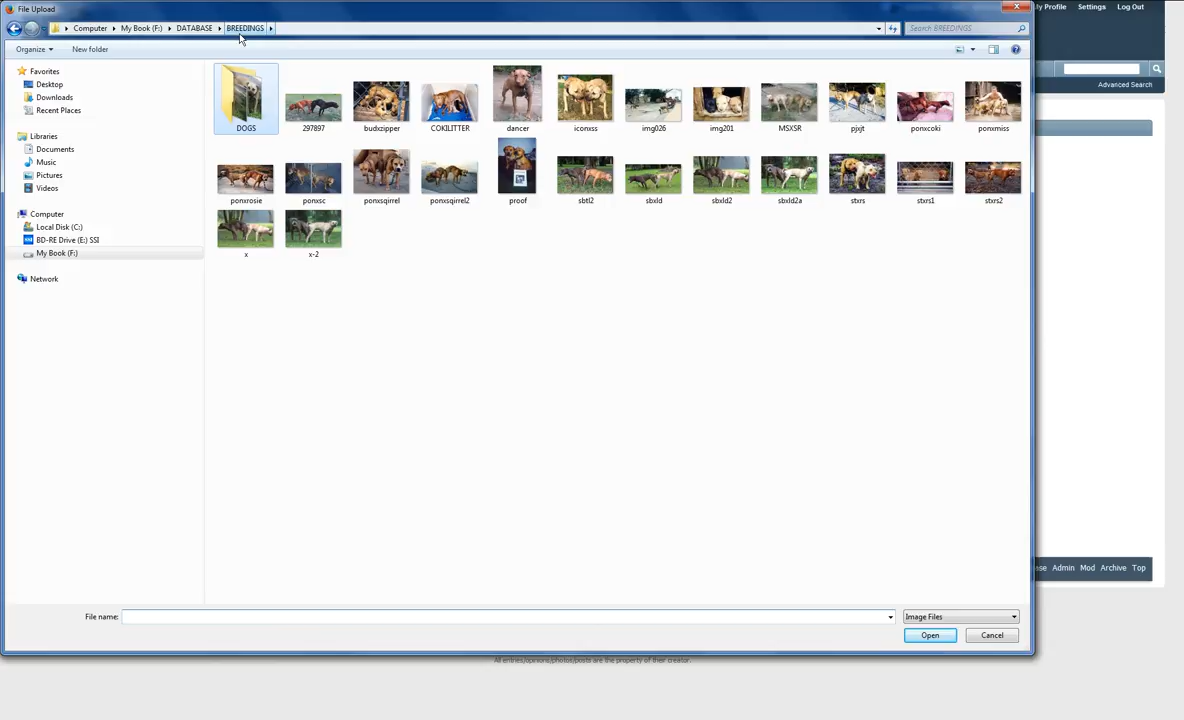 File Upload
ly Profile Settings Log Out
Computer My Book (F:) DATABASE BREEDINGS
Search BREEDINGS
Organize New folder
Advanced Search
Favorites
Desktop
Downloads
Recent Places
Libraries
Documents
Music
Pictures
Videos
Computer
Local Disk (C:)
BD-RE Drive (E:) SSI
My Book (F:)
Network
DOGS 297897 budxzipper COKILITTER dancer iconxss img026 img201 MSXSR pjxjt ponxcoki ponxmiss
ponxrosie ponxsc ponxsqirrel ponxsqirrel2 proof sbtl2 sbxld sbxld2 sbxld2a stxrs stxrs1 stxrs2
x x-2
ase Admin Mod Archive Top
File name: Image Files
Open Cancel
All entries/opinions/photos/posts are the property of their creator.